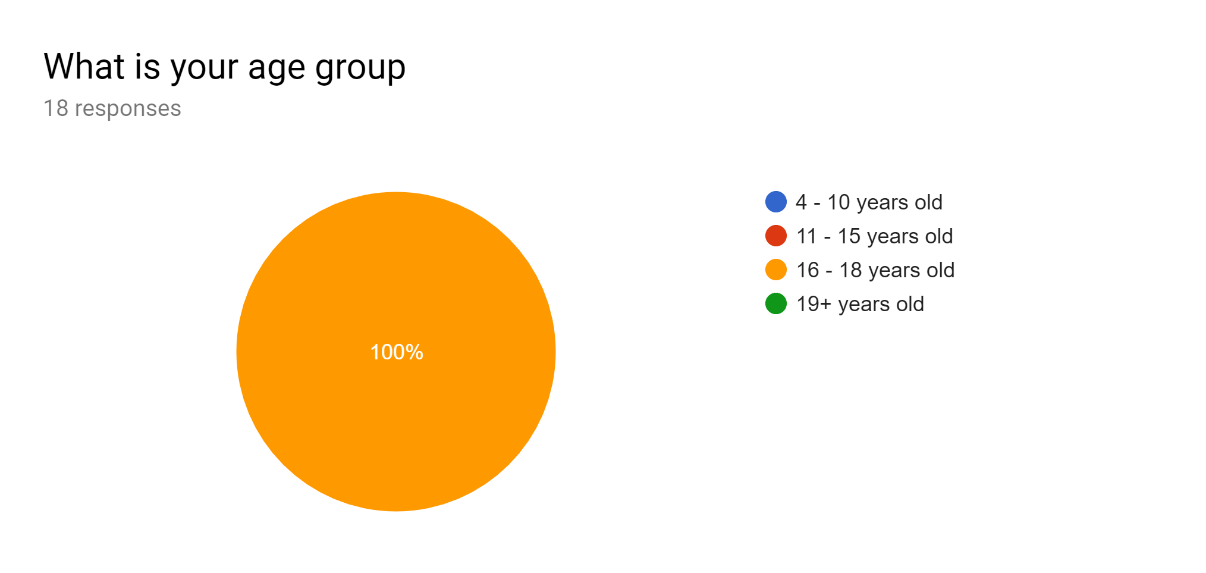 What is your age group
18 responses
100%
4 - 10 years old
11 - 15 years old
16 - 18 years old
19+ years old